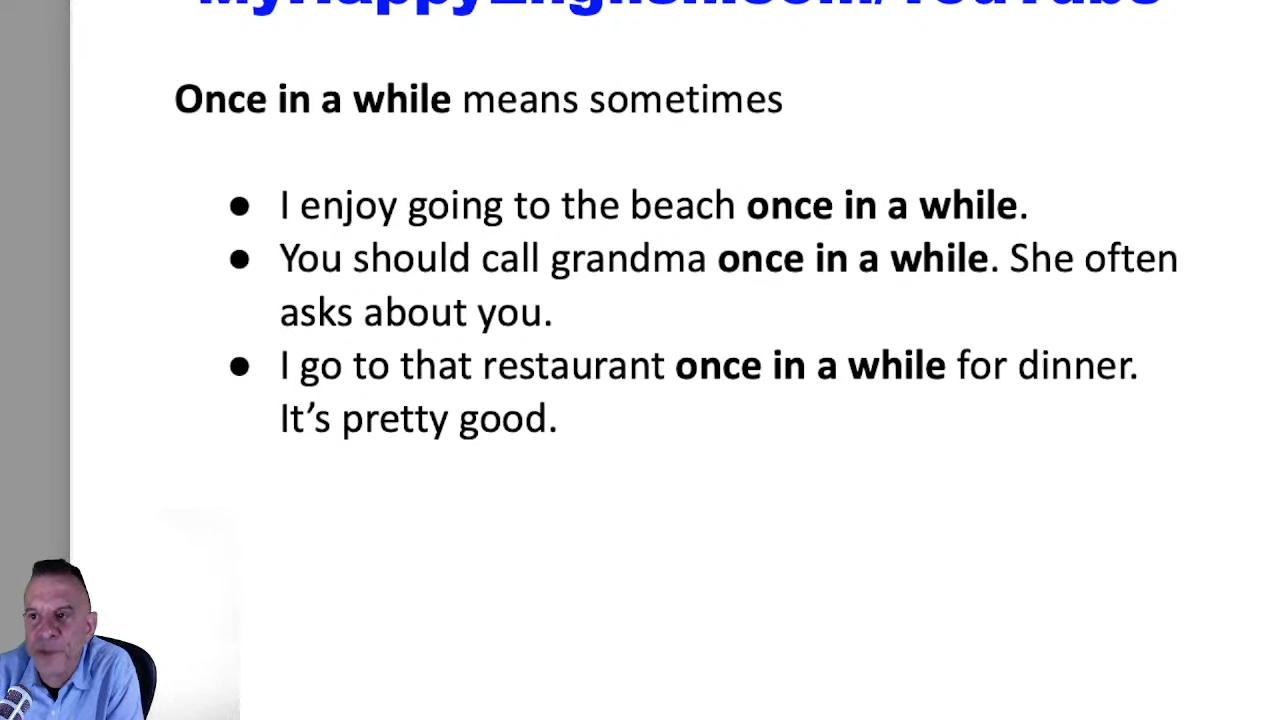 MyHappyEnglish.com/YouTube
Once in a while means sometimes
● I enjoy going to the beach once in a while.
● You should call grandma once in a while. She often
asks about you.
● I go to that restaurant once in a while for dinner.
It’s pretty good.